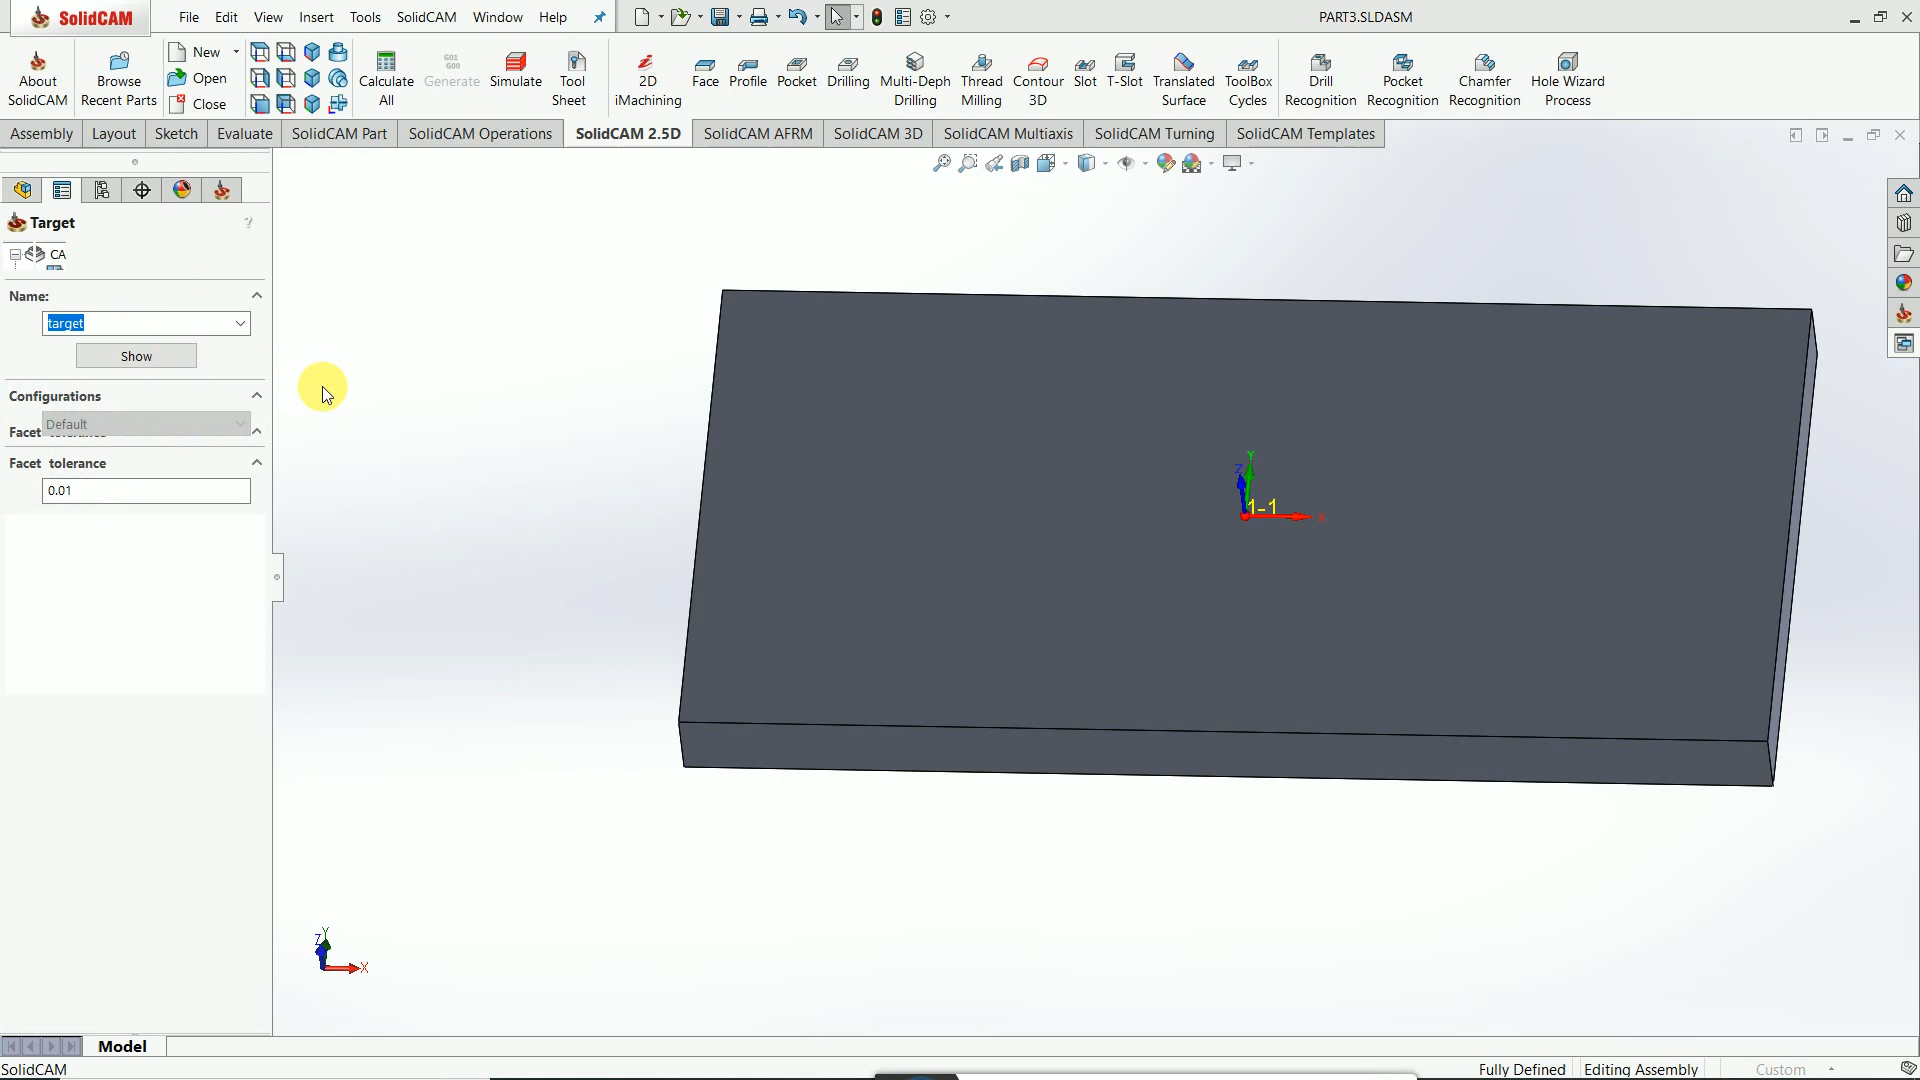 SolidCAM File Edit View Insert Tools SolidCAM Window Help PART3.SLDASM
About SolidCAM
Browse Recent Parts
New
Open
Close
Calculate All
G01
G00
Generate
Simulate
Tool Sheet
2D iMachining
Face
Profile
Pocket
Drilling
Multi-Deph Drilling
Thread Milling
Contour 3D
Slot
T-Slot
Translated Surface
ToolBox Cycles
Drill Recognition
Pocket Recognition
Chamfer Recognition
Hole Wizard Process
Assembly Layout Sketch Evaluate SolidCAM Part SolidCAM Operations SolidCAM 2.5D SolidCAM AFRM SolidCAM 3D SolidCAM Multiaxis SolidCAM Turning SolidCAM Templates
Target ?
CA
Name:
target
Show
Configurations
Default
Facet
Facet tolerance
0.01
Y
Z
1-1
X
Y
Z
X
Model
SolidCAM Fully Defined Editing Assembly Custom